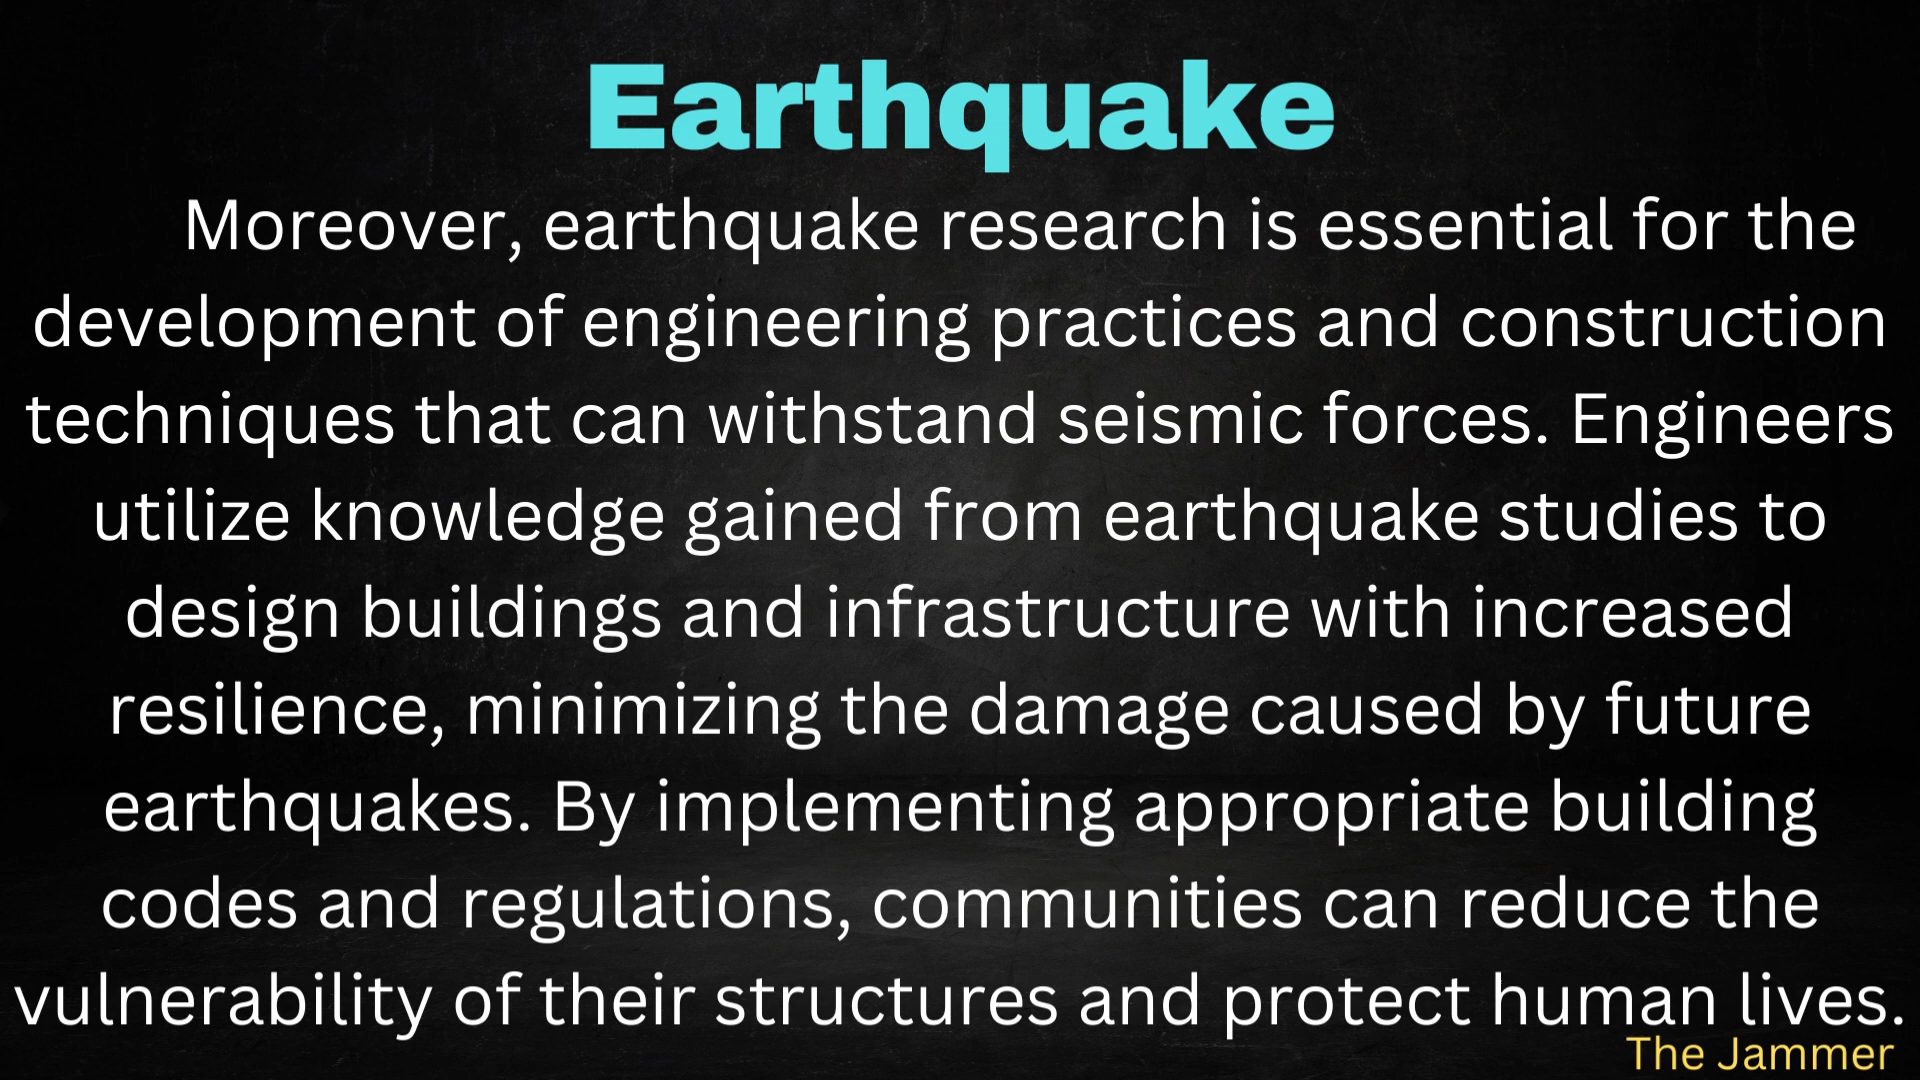 Earthquake
Moreover, earthquake research is essential for the
development of engineering practices and construction
techniques that can withstand seismic forces. Engineers
utilize knowledge gained from earthquake studies to
design buildings and infrastructure with increased
resilience, minimizing the damage caused by future
earthquakes. By implementing appropriate building
codes and regulations, communities can reduce the
vulnerability of their structures and protect human lives.
The Jammer